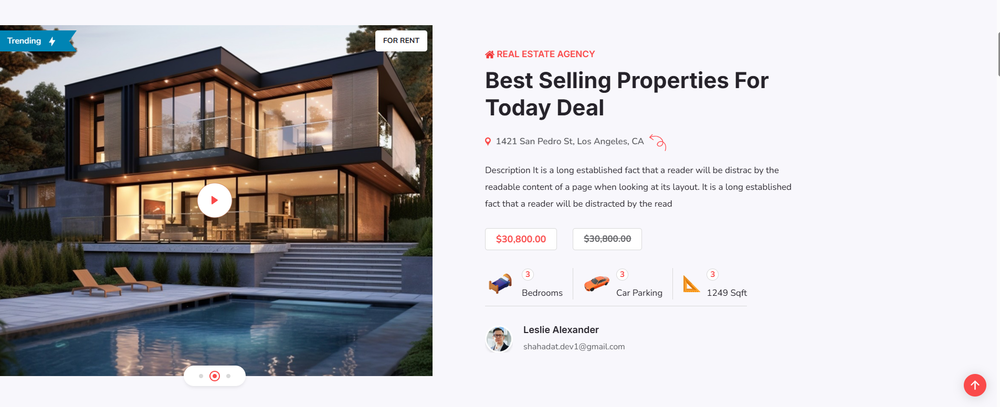 Trending
FOR RENT
REAL ESTATE AGENCY
Best Selling Properties For
Today Deal
1421 San Pedro St, Los Angeles, CA
Description It is a long established fact that a reader will be distrac by the
readable content of a page when looking at its layout. It is a long established
fact that a reader will be distracted by the read
$30,800.00 $30,800.00
3 3 3
Bedrooms Car Parking 1249 Sqft
Leslie Alexander
shahadat.dev1@gmail.com